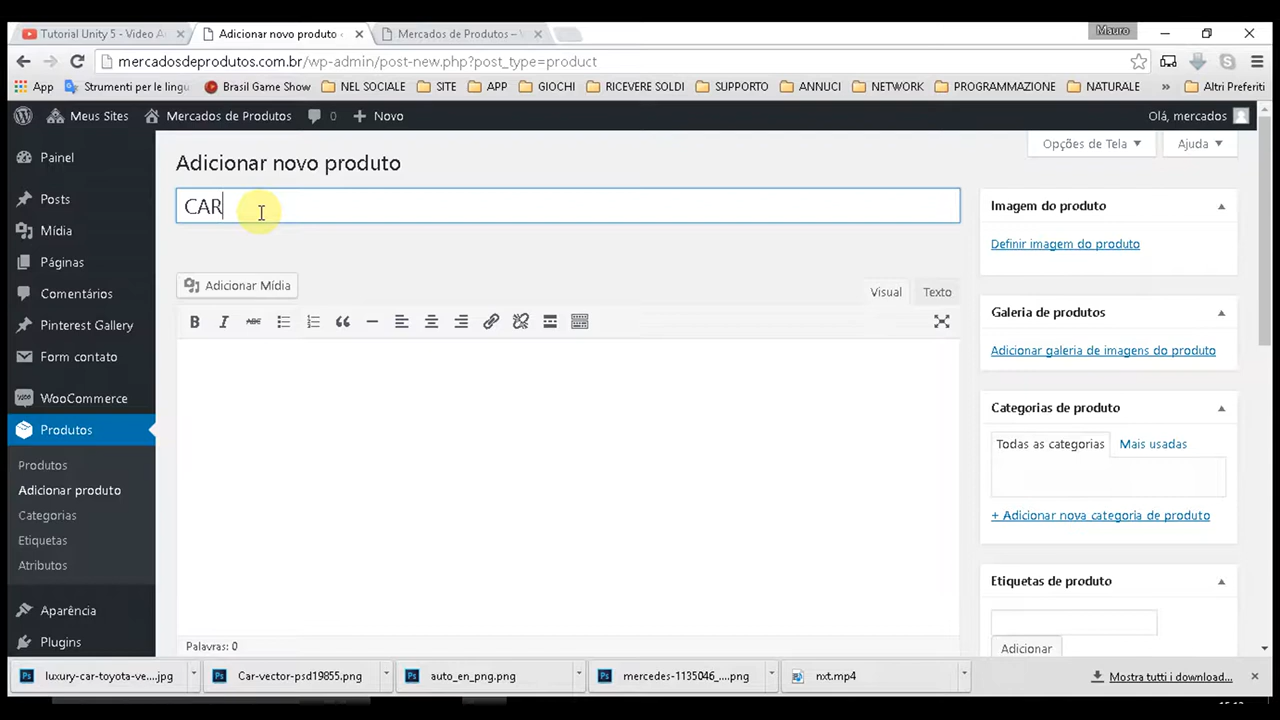 Tutorial Unity 5 - Video A
Adicionar novo produto
Mercados de Produtos – V
Mauro
mercadosdeprodutos.com.br/wp-admin/post-new.php?post_type=product
App
Strumenti per le lingu
Brasil Game Show
NEL SOCIALE
SITE
APP
GIOCHI
RICEVERE SOLDI
SUPPORTO
ANNUCI
NETWORK
PROGRAMMAZIONE
NATURALE
»
Altri Preferiti
Meus Sites
Mercados de Produtos
0
Novo
Olá, mercados
Painel
Posts
Mídia
Páginas
Comentários
Pinterest Gallery
Form contato
WooCommerce
Produtos
Produtos
Adicionar produto
Categorias
Etiquetas
Atributos
Aparência
Plugins
Opções de Tela
Ajuda
Adicionar novo produto
CAR
Adicionar Mídia
Visual
Texto
B
I
ABC
Palavras: 0
Imagem do produto
Definir imagem do produto
Galeria de produtos
Adicionar galeria de imagens do produto
Categorias de produto
Todas as categorias
Mais usadas
+ Adicionar nova categoria de produto
Etiquetas de produto
Adicionar
luxury-car-toyota-ve....jpg
Car-vector-psd19855.png
auto_en_png.png
mercedes-1135046_....png
nxt.mp4
Mostra tutti i download...